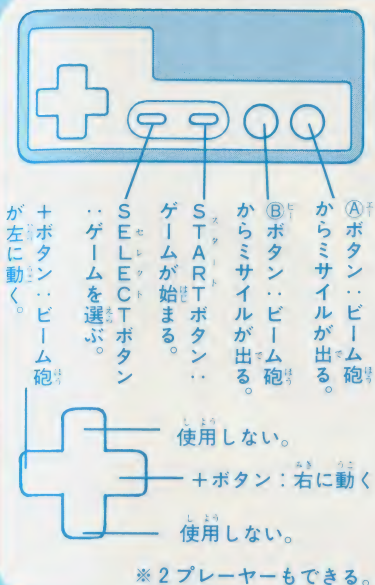 Ⓐボタン：ビーム砲
からミサイルが出る。
Ⓑボタン：ビーム砲
からミサイルが出る。
STARTボタン：
ゲームが始まる。
SELECTボタン
：ゲームを選ぶ。
＋ボタン：ビーム砲
が左に動く。
使用しない。
＋ボタン：右に動く
使用しない。
※2プレーヤーもできる。